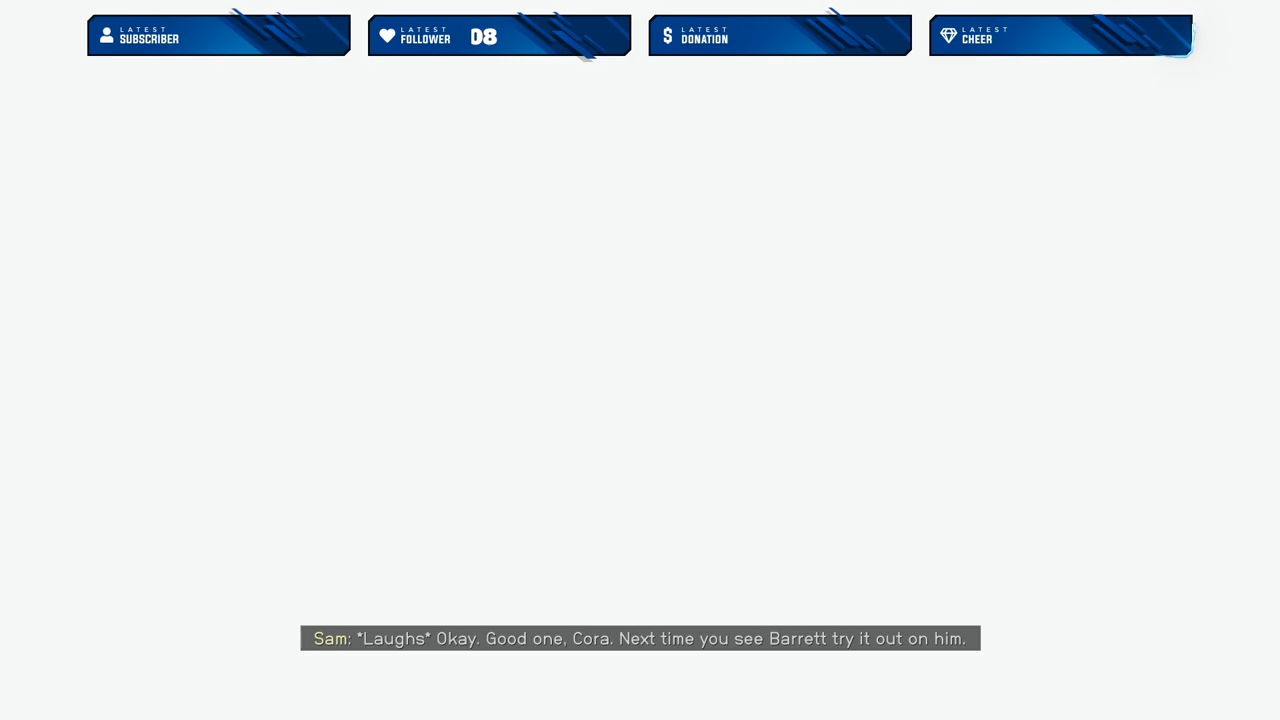 LATEST
SUBSCRIBER
LATEST
FOLLOWER D8
LATEST
DONATION
LATEST
CHEER
Sam: *Laughs* Okay. Good one, Cora. Next time you see Barrett try it out on him.